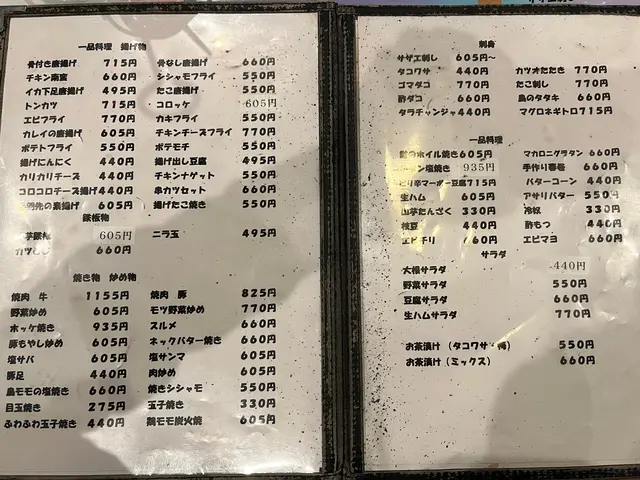 一品料理 揚げ物
骨付き唐揚げ 715円 骨なし唐揚げ 660円
チキン南蛮 660円 シシャモフライ 550円
イカ下足唐揚げ 495円 たこ唐揚げ 550円
トンカツ 715円 コロッケ 605円
エビフライ 770円 カキフライ 550円
カレイの唐揚げ 605円 チキンチーズフライ 770円
ポテトフライ 550円 ポテモチ 550円
揚げにんにく 440円 揚げ出し豆腐 495円
カリカリチーズ 440円 チキンナゲット 550円
コロコロチーズ揚げ 440円 串カツセット 660円
先の素揚げ 605円 揚げたこ焼き 550円
鉄板物
605円 ニラ玉 495円
660円
焼き物 炒め物
焼肉 牛 1155円 焼肉 豚 825円
野菜炒め 605円 モツ野菜炒め 770円
ホッケ焼き 935円 スルメ 660円
豚もやし炒め 605円 ネックバター焼き 660円
塩サバ 605円 塩サンマ 605円
豚足 440円 肉炒め 605円
鳥モモの塩焼き 660円 焼きシシャモ 550円
目玉焼き 275円 玉子焼き 330円
ふわふわ玉子焼き 440円 鶏モモ炭火焼 605円
刺身
サザエ刺し 605円~
タコワサ 440円 カツオたたき 770円
ゴマダコ 770円 たこ刺し 770円
酢ダコ 660円 鳥のタタキ 660円
タラチャンジャ 440円 マグロネギトロ 715円
一品料理
のホイル焼き 605円 マカロニグラタン 660円
塩焼き 935円 手作り春巻 660円
ピリ辛マーボー豆腐 715円 バターコーン 440円
生ハム 605円 アサリバター 550円
山芋たんざく 330円 冷奴 330円
枝豆 440円 酢もつ 440円
エビチリ 660円 エビマヨ 660円
サラダ
大根サラダ 440円
野菜サラダ 550円
豆腐サラダ 660円
生ハムサラダ 770円
お茶漬け (タコワサ・梅) 550円
お茶漬け (ミックス) 660円